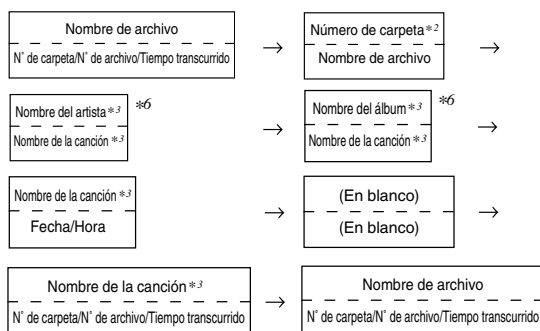 Nombre de archivo
N° de carpeta/N° de archivo/Tiempo transcurrido
→
Número de carpeta*2
Nombre de archivo
→
Nombre del artista*3
Nombre de la canción*3
*6
→
Nombre del álbum*3
Nombre de la canción*3
*6
→
Nombre de la canción*3
Fecha/Hora
→
(En blanco)
(En blanco)
→
Nombre de la canción*3
N° de carpeta/N° de archivo/Tiempo transcurrido
→
Nombre de archivo
N° de carpeta/N° de archivo/Tiempo transcurrido